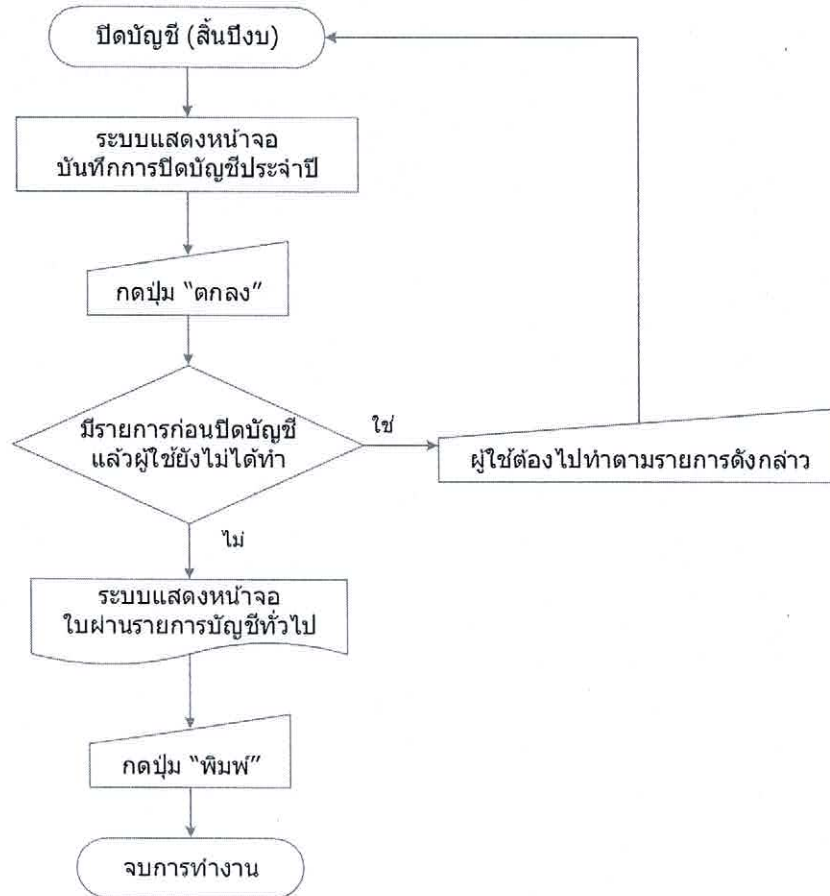 ปิดบัญชี (สิ้นปีงบ)
ระบบแสดงหน้าจอ
บันทึกการปิดบัญชีประจำปี
กดปุ่ม “ตกลง”
มีรายการก่อนปิดบัญชี
แล้วผู้ใช้ยังไม่ได้ทำ
ใช่
ผู้ใช้ต้องไปทำตามรายการดังกล่าว
ไม่
ระบบแสดงหน้าจอ
ใบผ่านรายการบัญชีทั่วไป
กดปุ่ม “พิมพ์”
จบการทำงาน